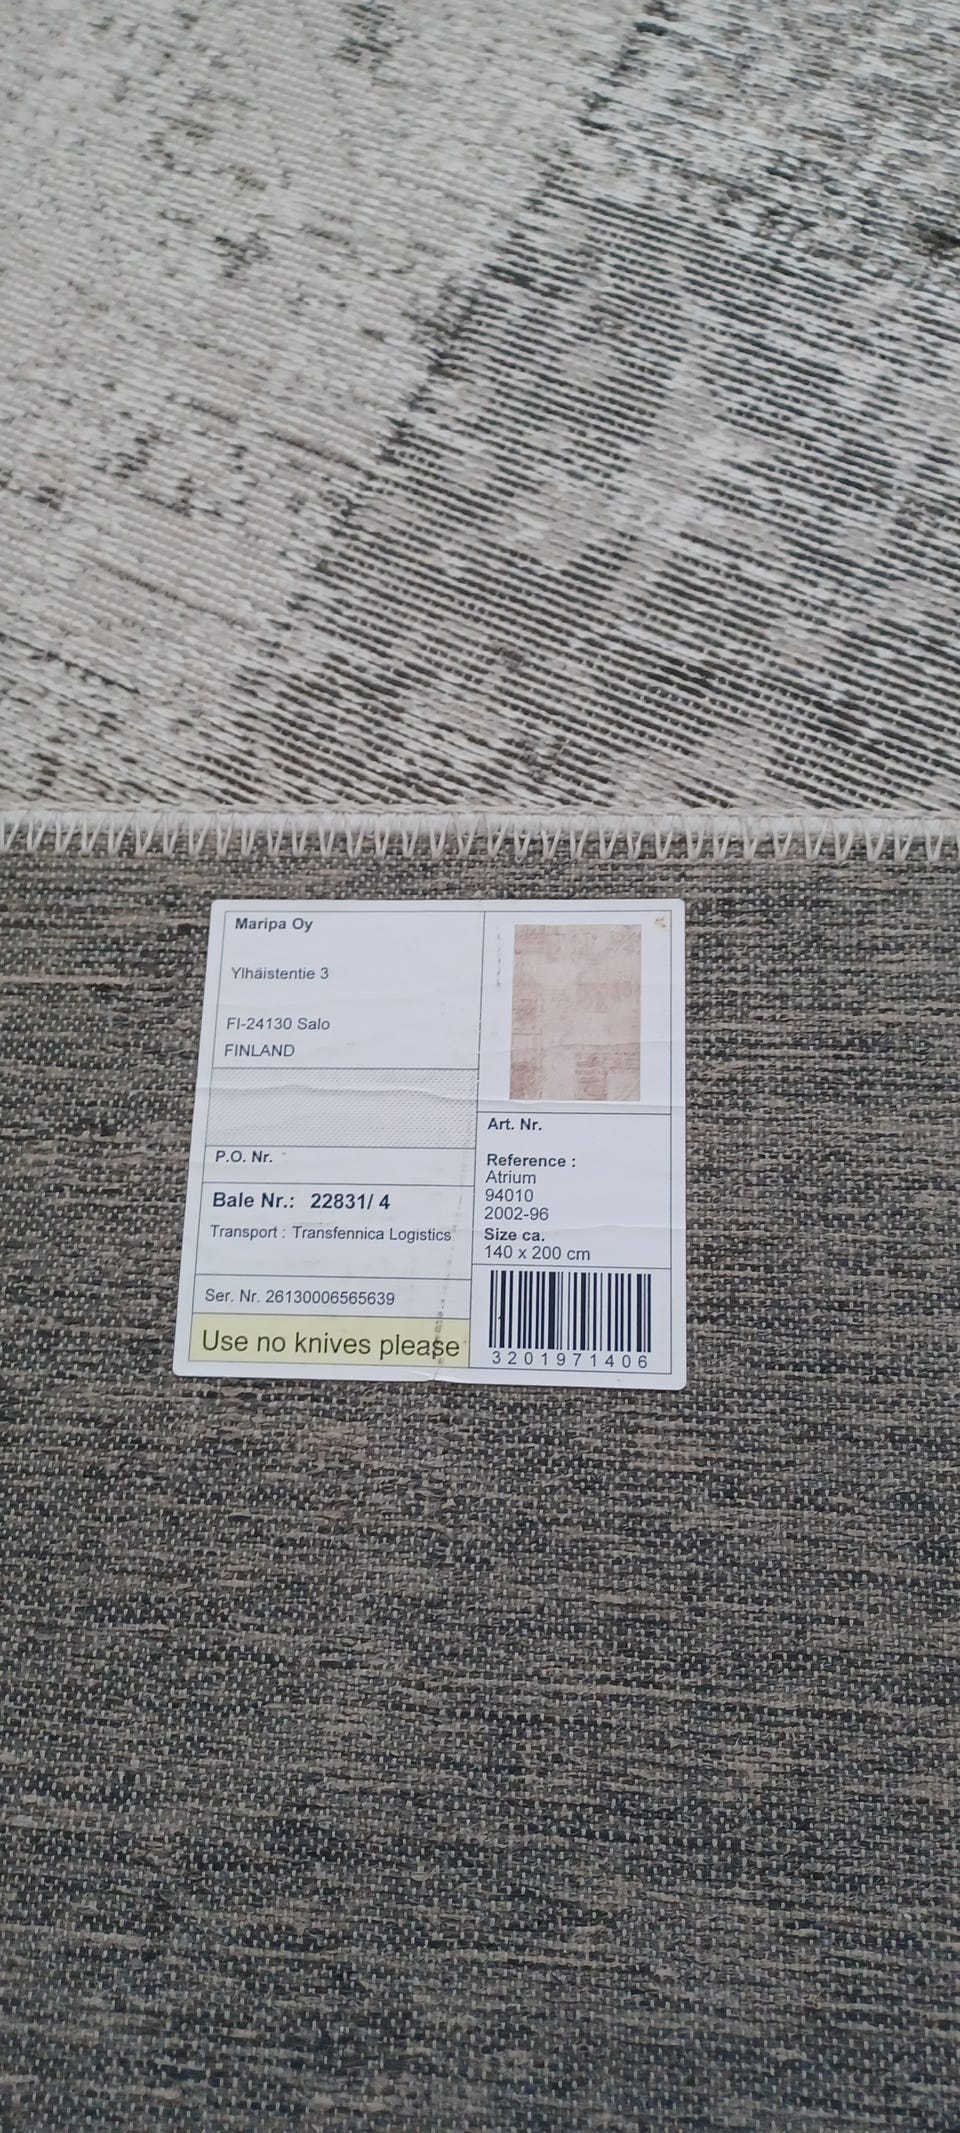 Maripa Oy
Ylhäistentie 3
FI-24130 Salo
FINLAND
P.O. Nr.
Bale Nr.: 22831/ 4
Transport : Transfennica Logistics
Ser. Nr. 26130006565639
Use no knives please
Art. Nr.
Reference :
Atrium
94010
2002-96
Size ca.
140 x 200 cm
3201971406